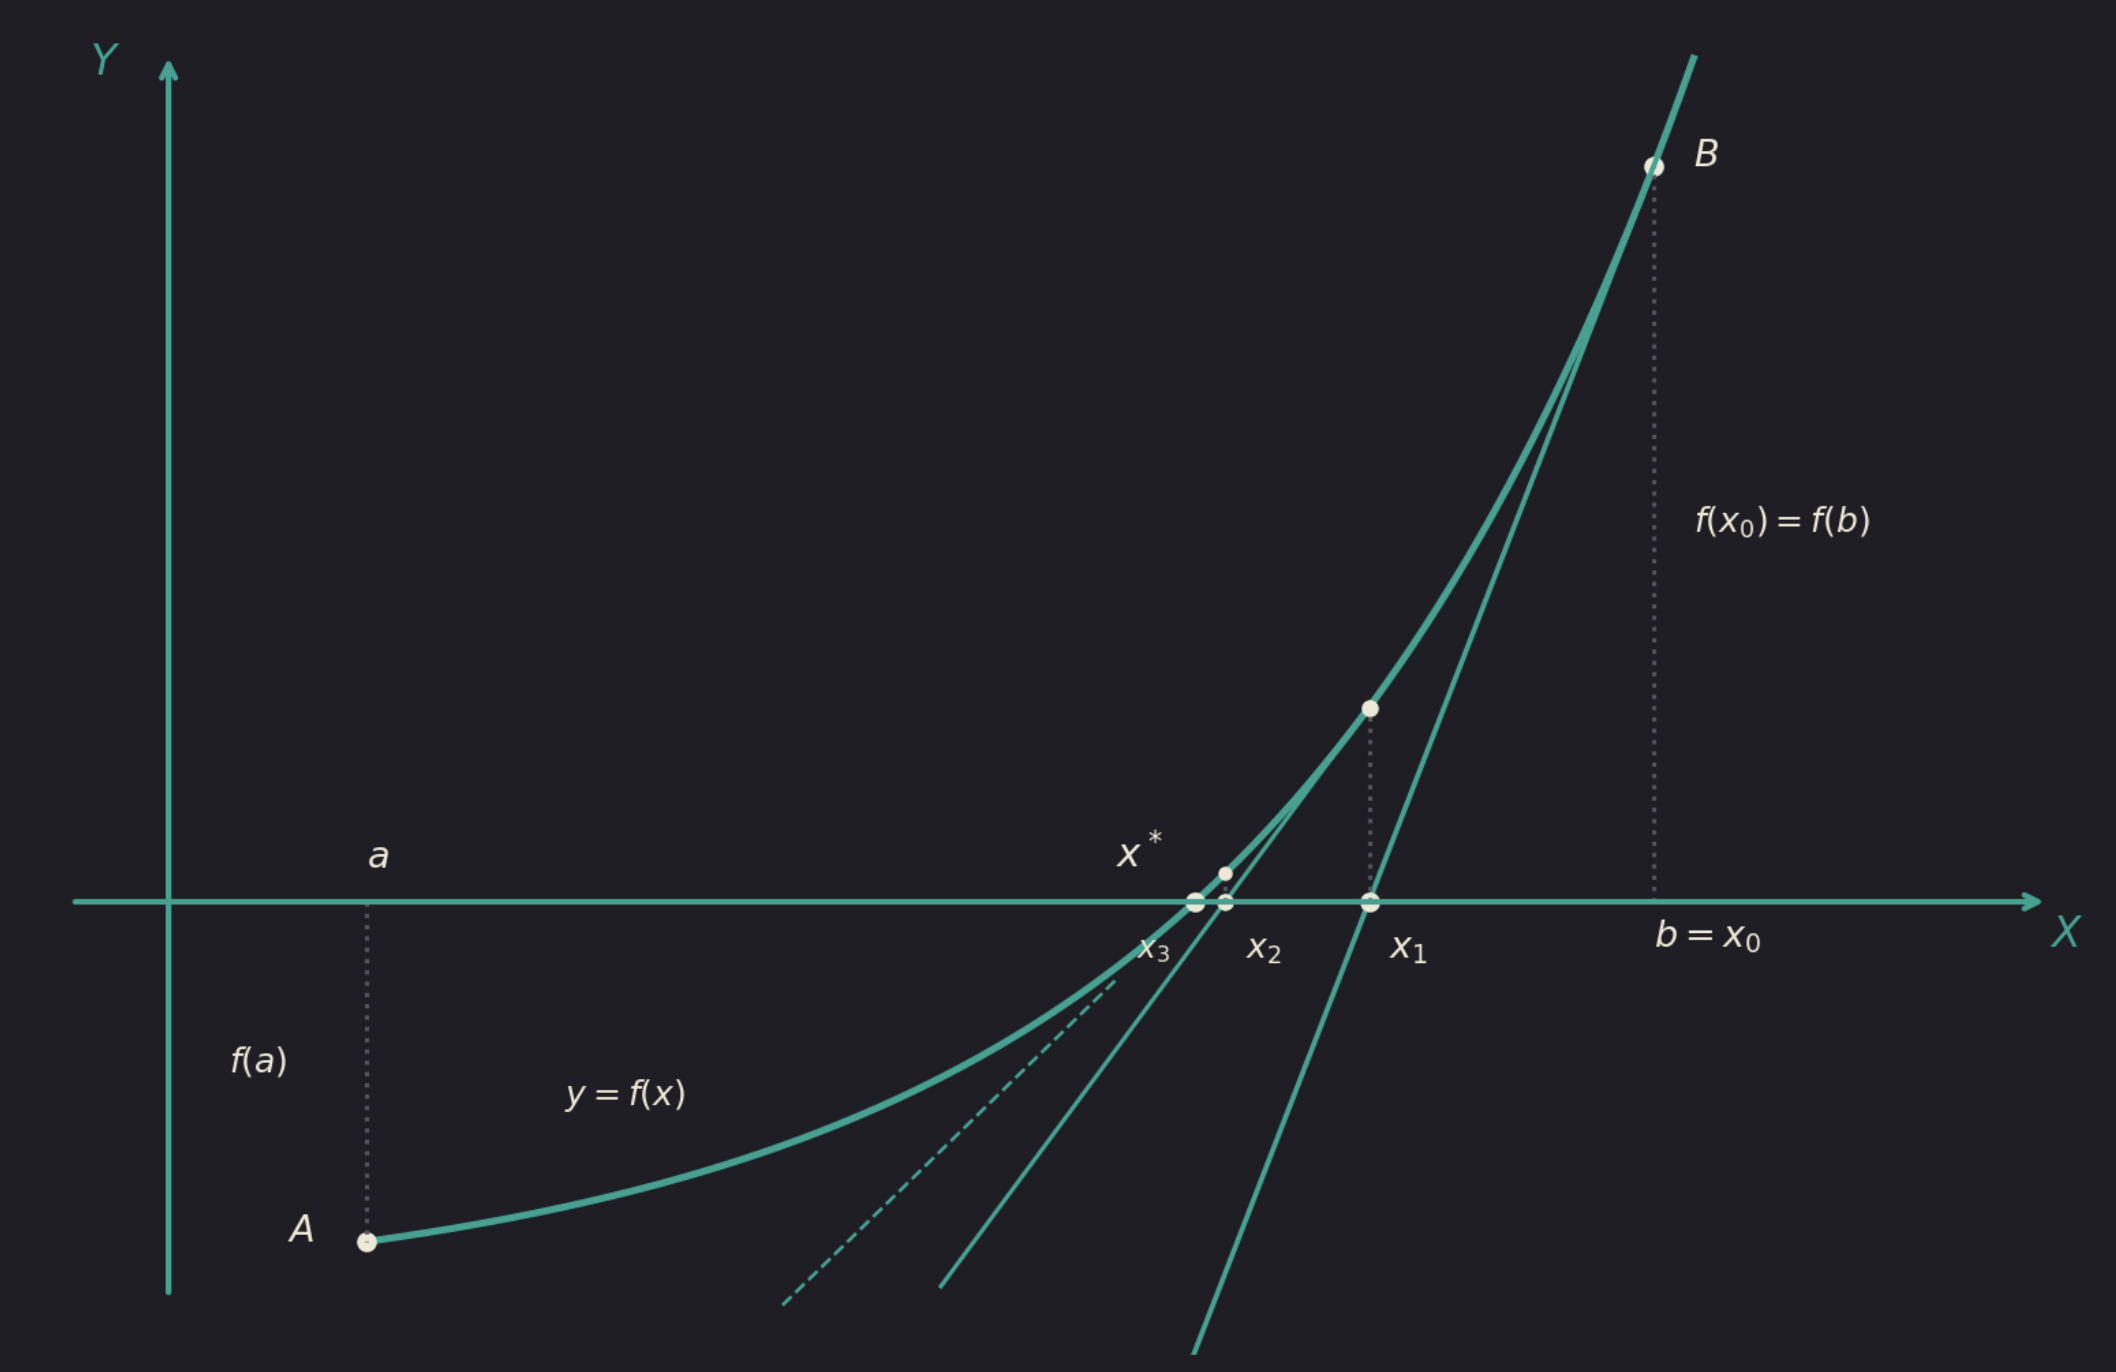 Y
B
f(x₀) = f(b)
x*
a
b = x₀
X
x₃
x₂
x₁
f(a)
y = f(x)
A